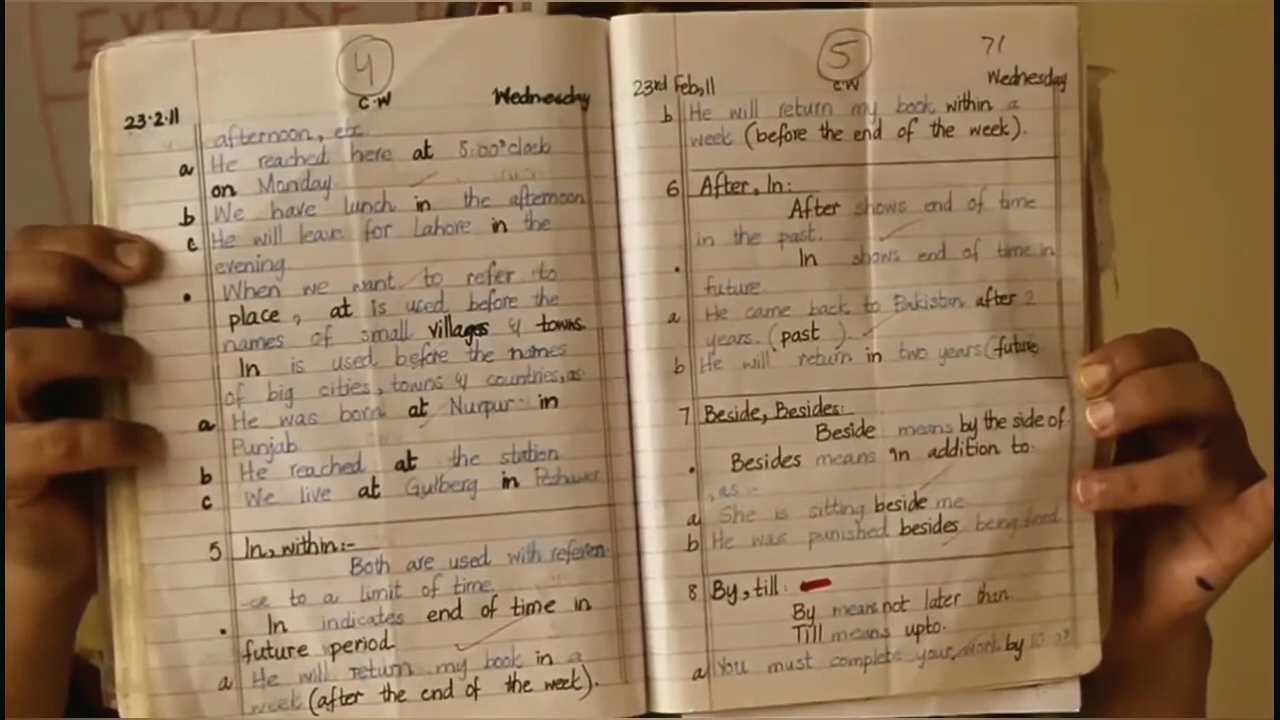 EXERCISE
4
C.W
Wednesday
23.2.11
afternoon, ex.
a He reached here at 5:00'clock
on Monday.
b We have lunch in the afternoon
c He will leave for Lahore in the
evening.
• When we want to refer to
place, at is used before the
names of small villages & towns.
In is used before the names
of big cities, towns & countries, as:
a He was born at Nurpur in
Punjab
b He reached at the station
c We live at Gulberg in Peshawer
5 In, within:-
Both are used with referen-
-ce to a limit of time.
• In indicates end of time in
future period.
a He will return my book in a
week (after the end of the week).
5
71
23rd Feb, 11
C.W
Wednesday
b He will return my book within a
week (before the end of the week).
6 After, In:
After shows end of time
in the past.
• In shows end of time in
future
a He came back to Pakistan after 2
years. (past )
b He will return in two years (future
7 Beside, Besides:
Beside means by the side of.
• Besides means in addition to.
, as :-
a She is sitting beside me
b He was punished besides being
8 By, till:
By means not later than
Till means upto.
a You must complete your work by 10